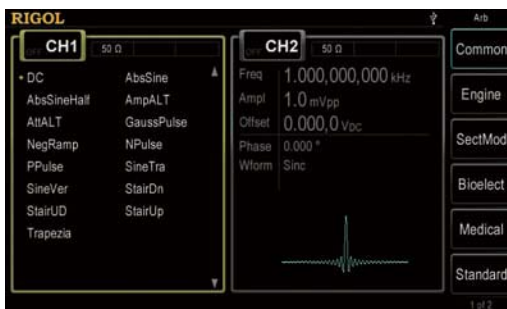 RIGOL Arb
OFF CH1 50 Ω
• DC AbsSine
AbsSineHalf AmpALT
AttALT GaussPulse
NegRamp NPulse
PPulse SineTra
SineVer StairDn
StairUD StairUp
Trapezia
OFF CH2 50 Ω
Freq 1.000,000,000 kHz
Ampl 1.0 mVpp
Offset 0.000,0 VDC
Phase 0.000 °
Wform Sinc
Common
Engine
SectMod
Bioelect
Medical
Standard
1 of 2